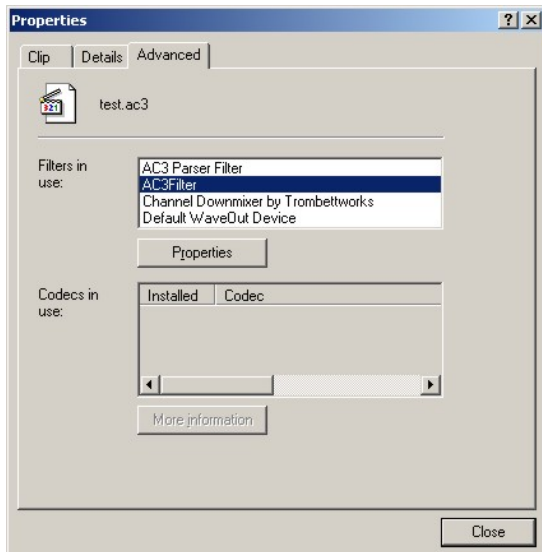 Properties
Clip Details Advanced
321
test.ac3
Filters in use:
AC3 Parser Filter
AC3Filter
Channel Downmixer by Trombettworks
Default WaveOut Device
Properties
Codecs in use:
Installed Codec
More information
Close